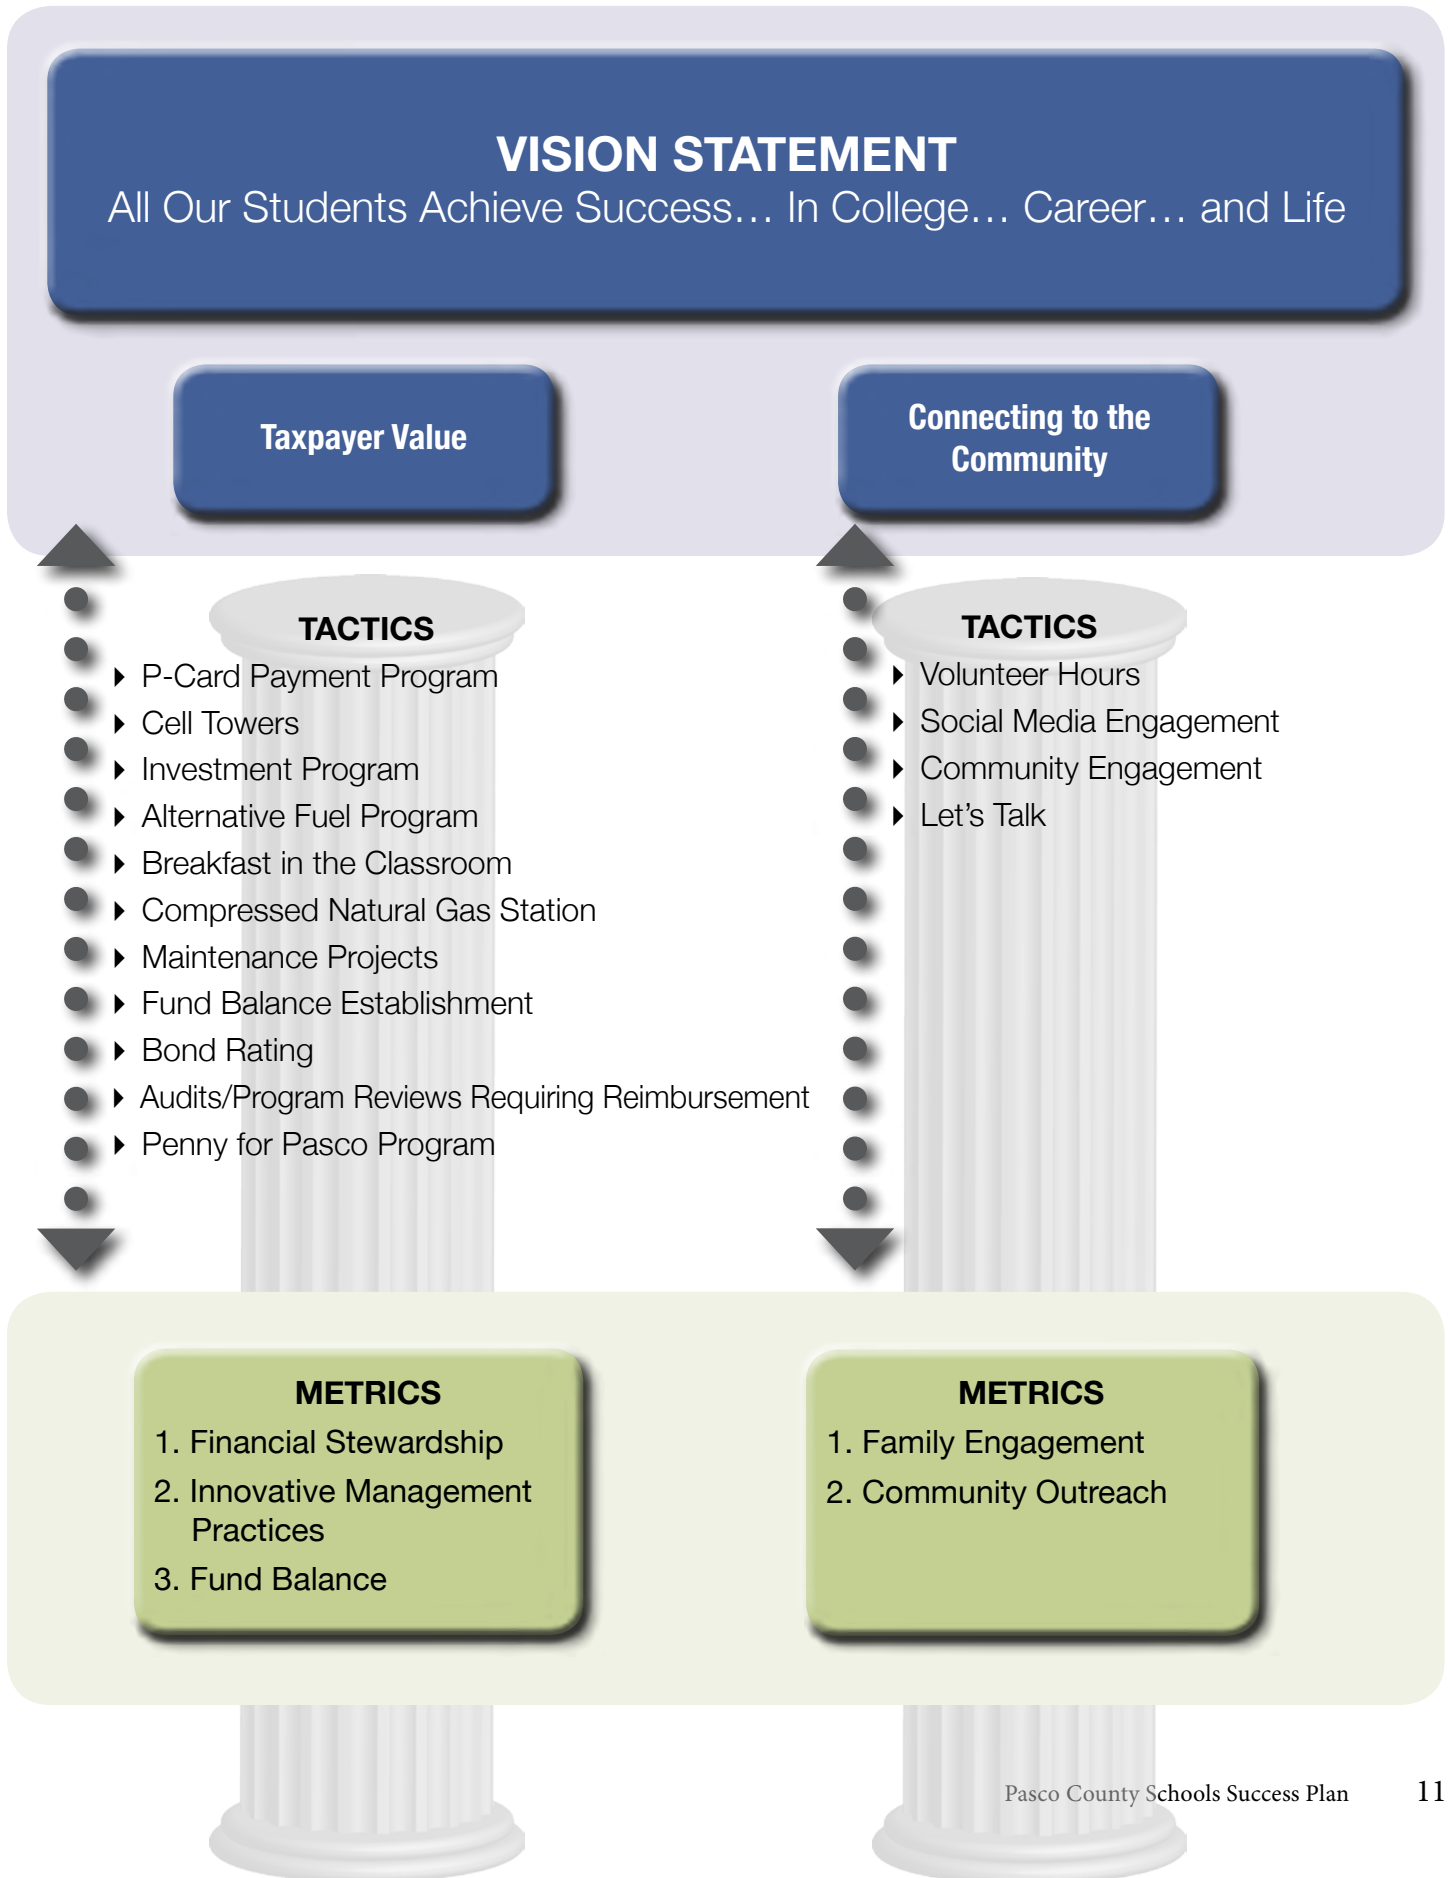 VISION STATEMENT
All Our Students Achieve Success… In College… Career… and Life
Taxpayer Value
Connecting to the
Community
TACTICS
P-Card Payment Program
Cell Towers
Investment Program
Alternative Fuel Program
Breakfast in the Classroom
Compressed Natural Gas Station
Maintenance Projects
Fund Balance Establishment
Bond Rating
Audits/Program Reviews Requiring Reimbursement
Penny for Pasco Program
TACTICS
Volunteer Hours
Social Media Engagement
Community Engagement
Let’s Talk
METRICS
1. Financial Stewardship
2. Innovative Management
Practices
3. Fund Balance
METRICS
1. Family Engagement
2. Community Outreach
Pasco County Schools Success Plan 11